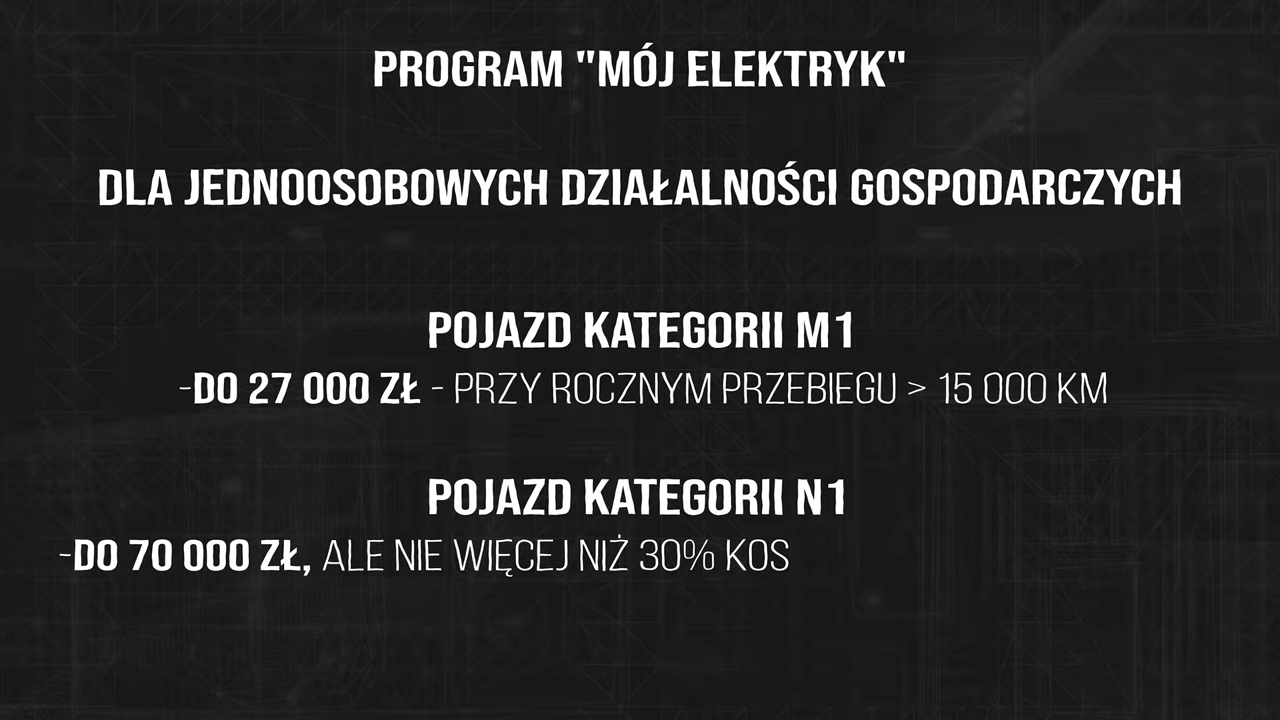 PROGRAM "MÓJ ELEKTRYK"
DLA JEDNOOSOBOWYCH DZIAŁALNOŚCI GOSPODARCZYCH
POJAZD KATEGORII M1
-DO 27 000 ZŁ - PRZY ROCZNYM PRZEBIEGU > 15 000 KM
POJAZD KATEGORII N1
-DO 70 000 ZŁ, ALE NIE WIĘCEJ NIŻ 30% KOS